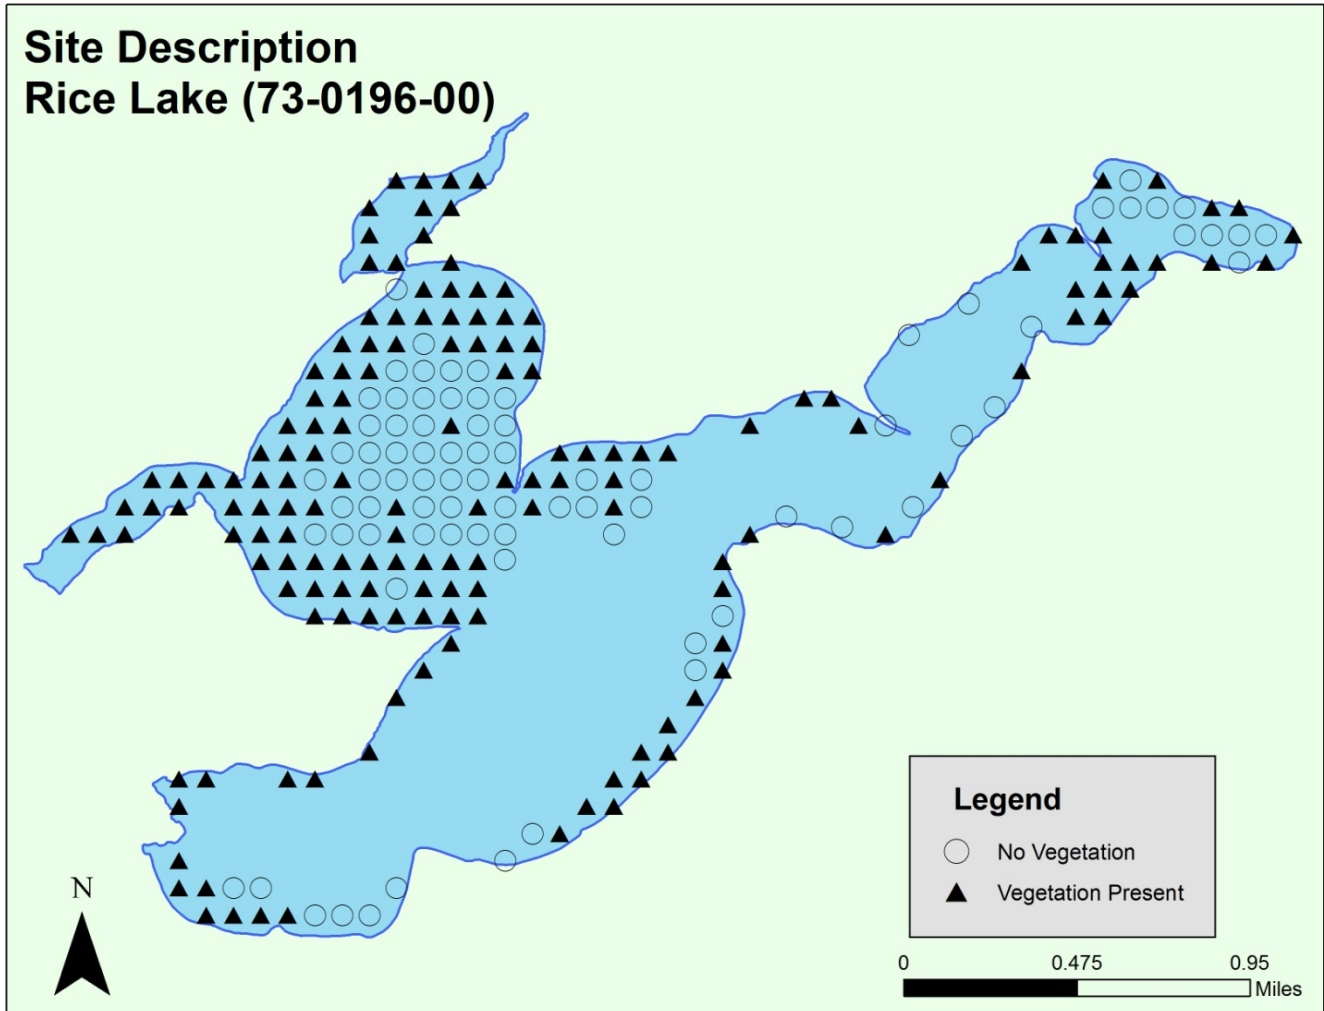 Site Description
Rice Lake (73-0196-00)
Legend
No Vegetation
Vegetation Present
N
0 0.475 0.95
Miles